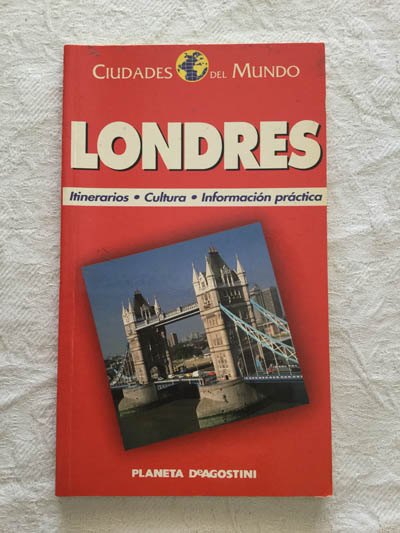 CIUDADES DEL MUNDO
LONDRES
Itinerarios • Cultura • Información práctica
PLANETA DEAGOSTINI